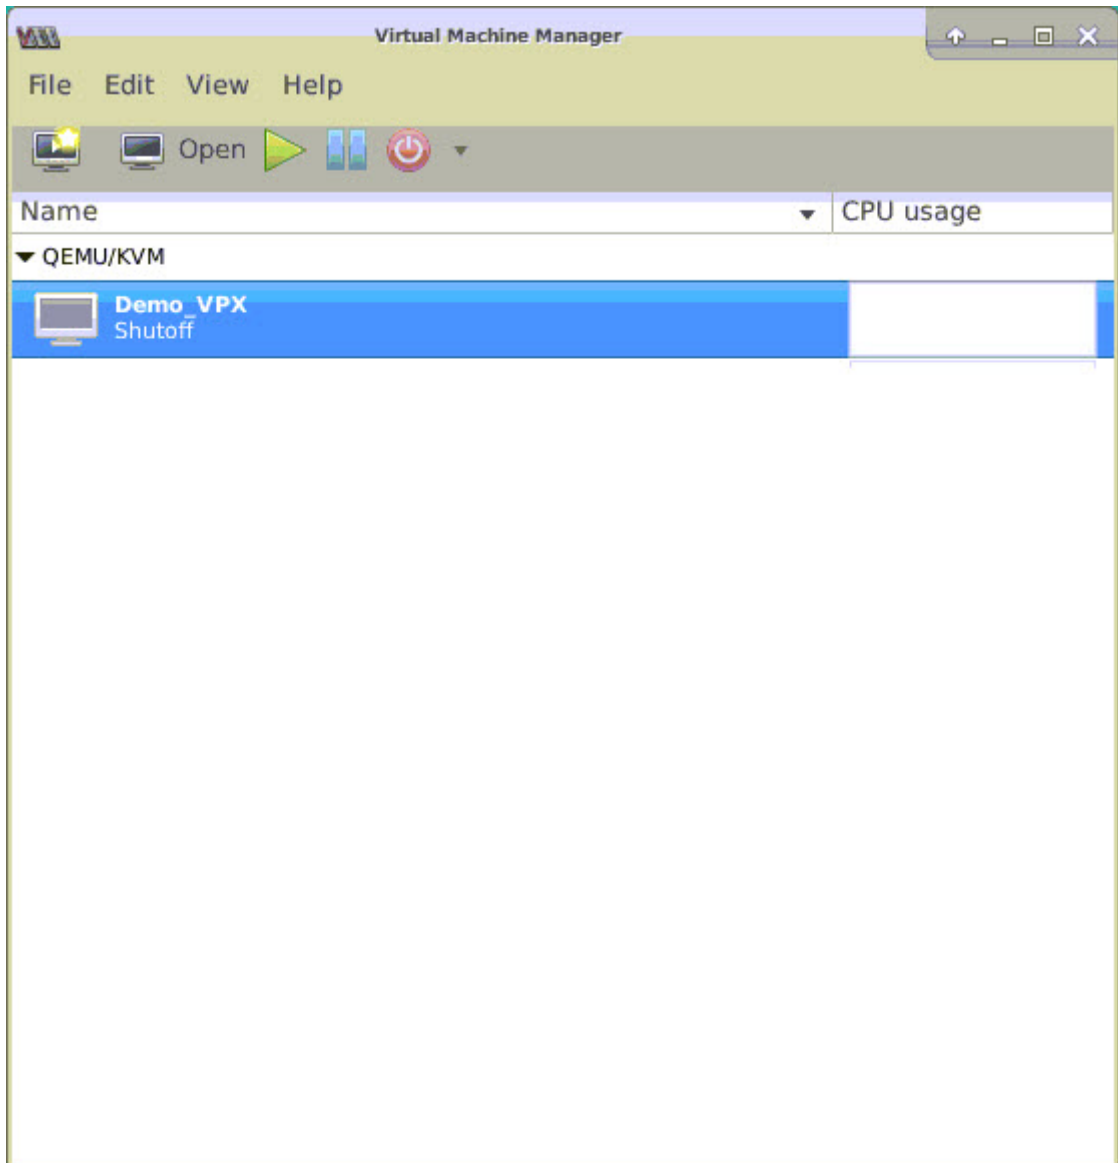 Virtual Machine Manager
File Edit View Help
Open
Name CPU usage
QEMU/KVM
Demo_VPX
Shutoff